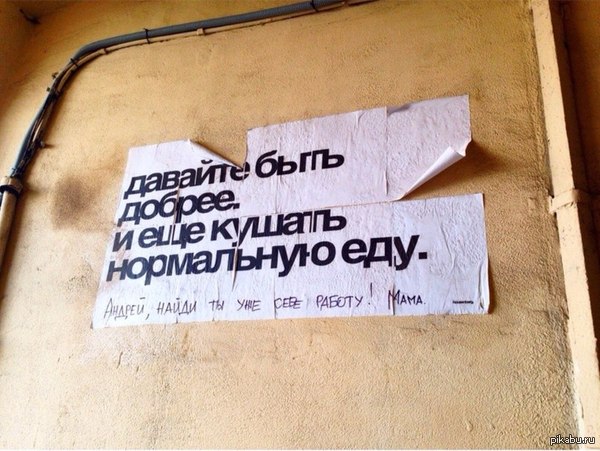 давайте быть
добрее.
и еще кушать
нормальную еду.
Андрей, найди ты уже себе работу! Мама.
pikabu.ru